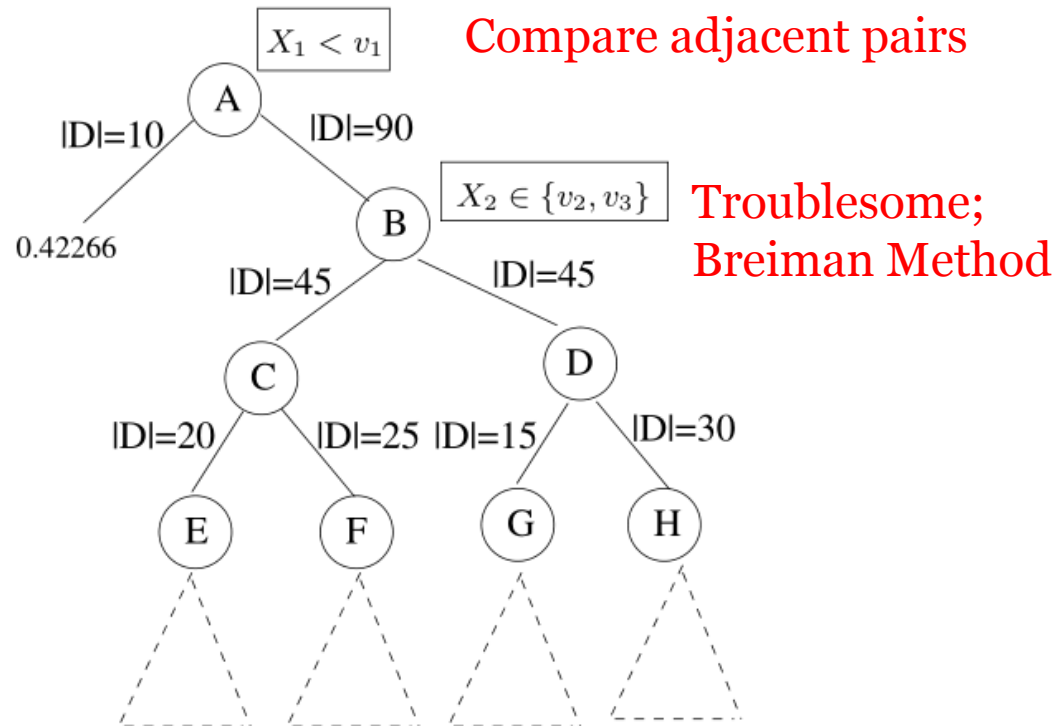 X₁ < v₁
Compare adjacent pairs
A
|D|=10
|D|=90
X₂ ∈ {v₂, v₃}
Troublesome;
Breiman Method
B
0.42266
|D|=45
|D|=45
C
D
|D|=20
|D|=25
|D|=15
|D|=30
E
F
G
H